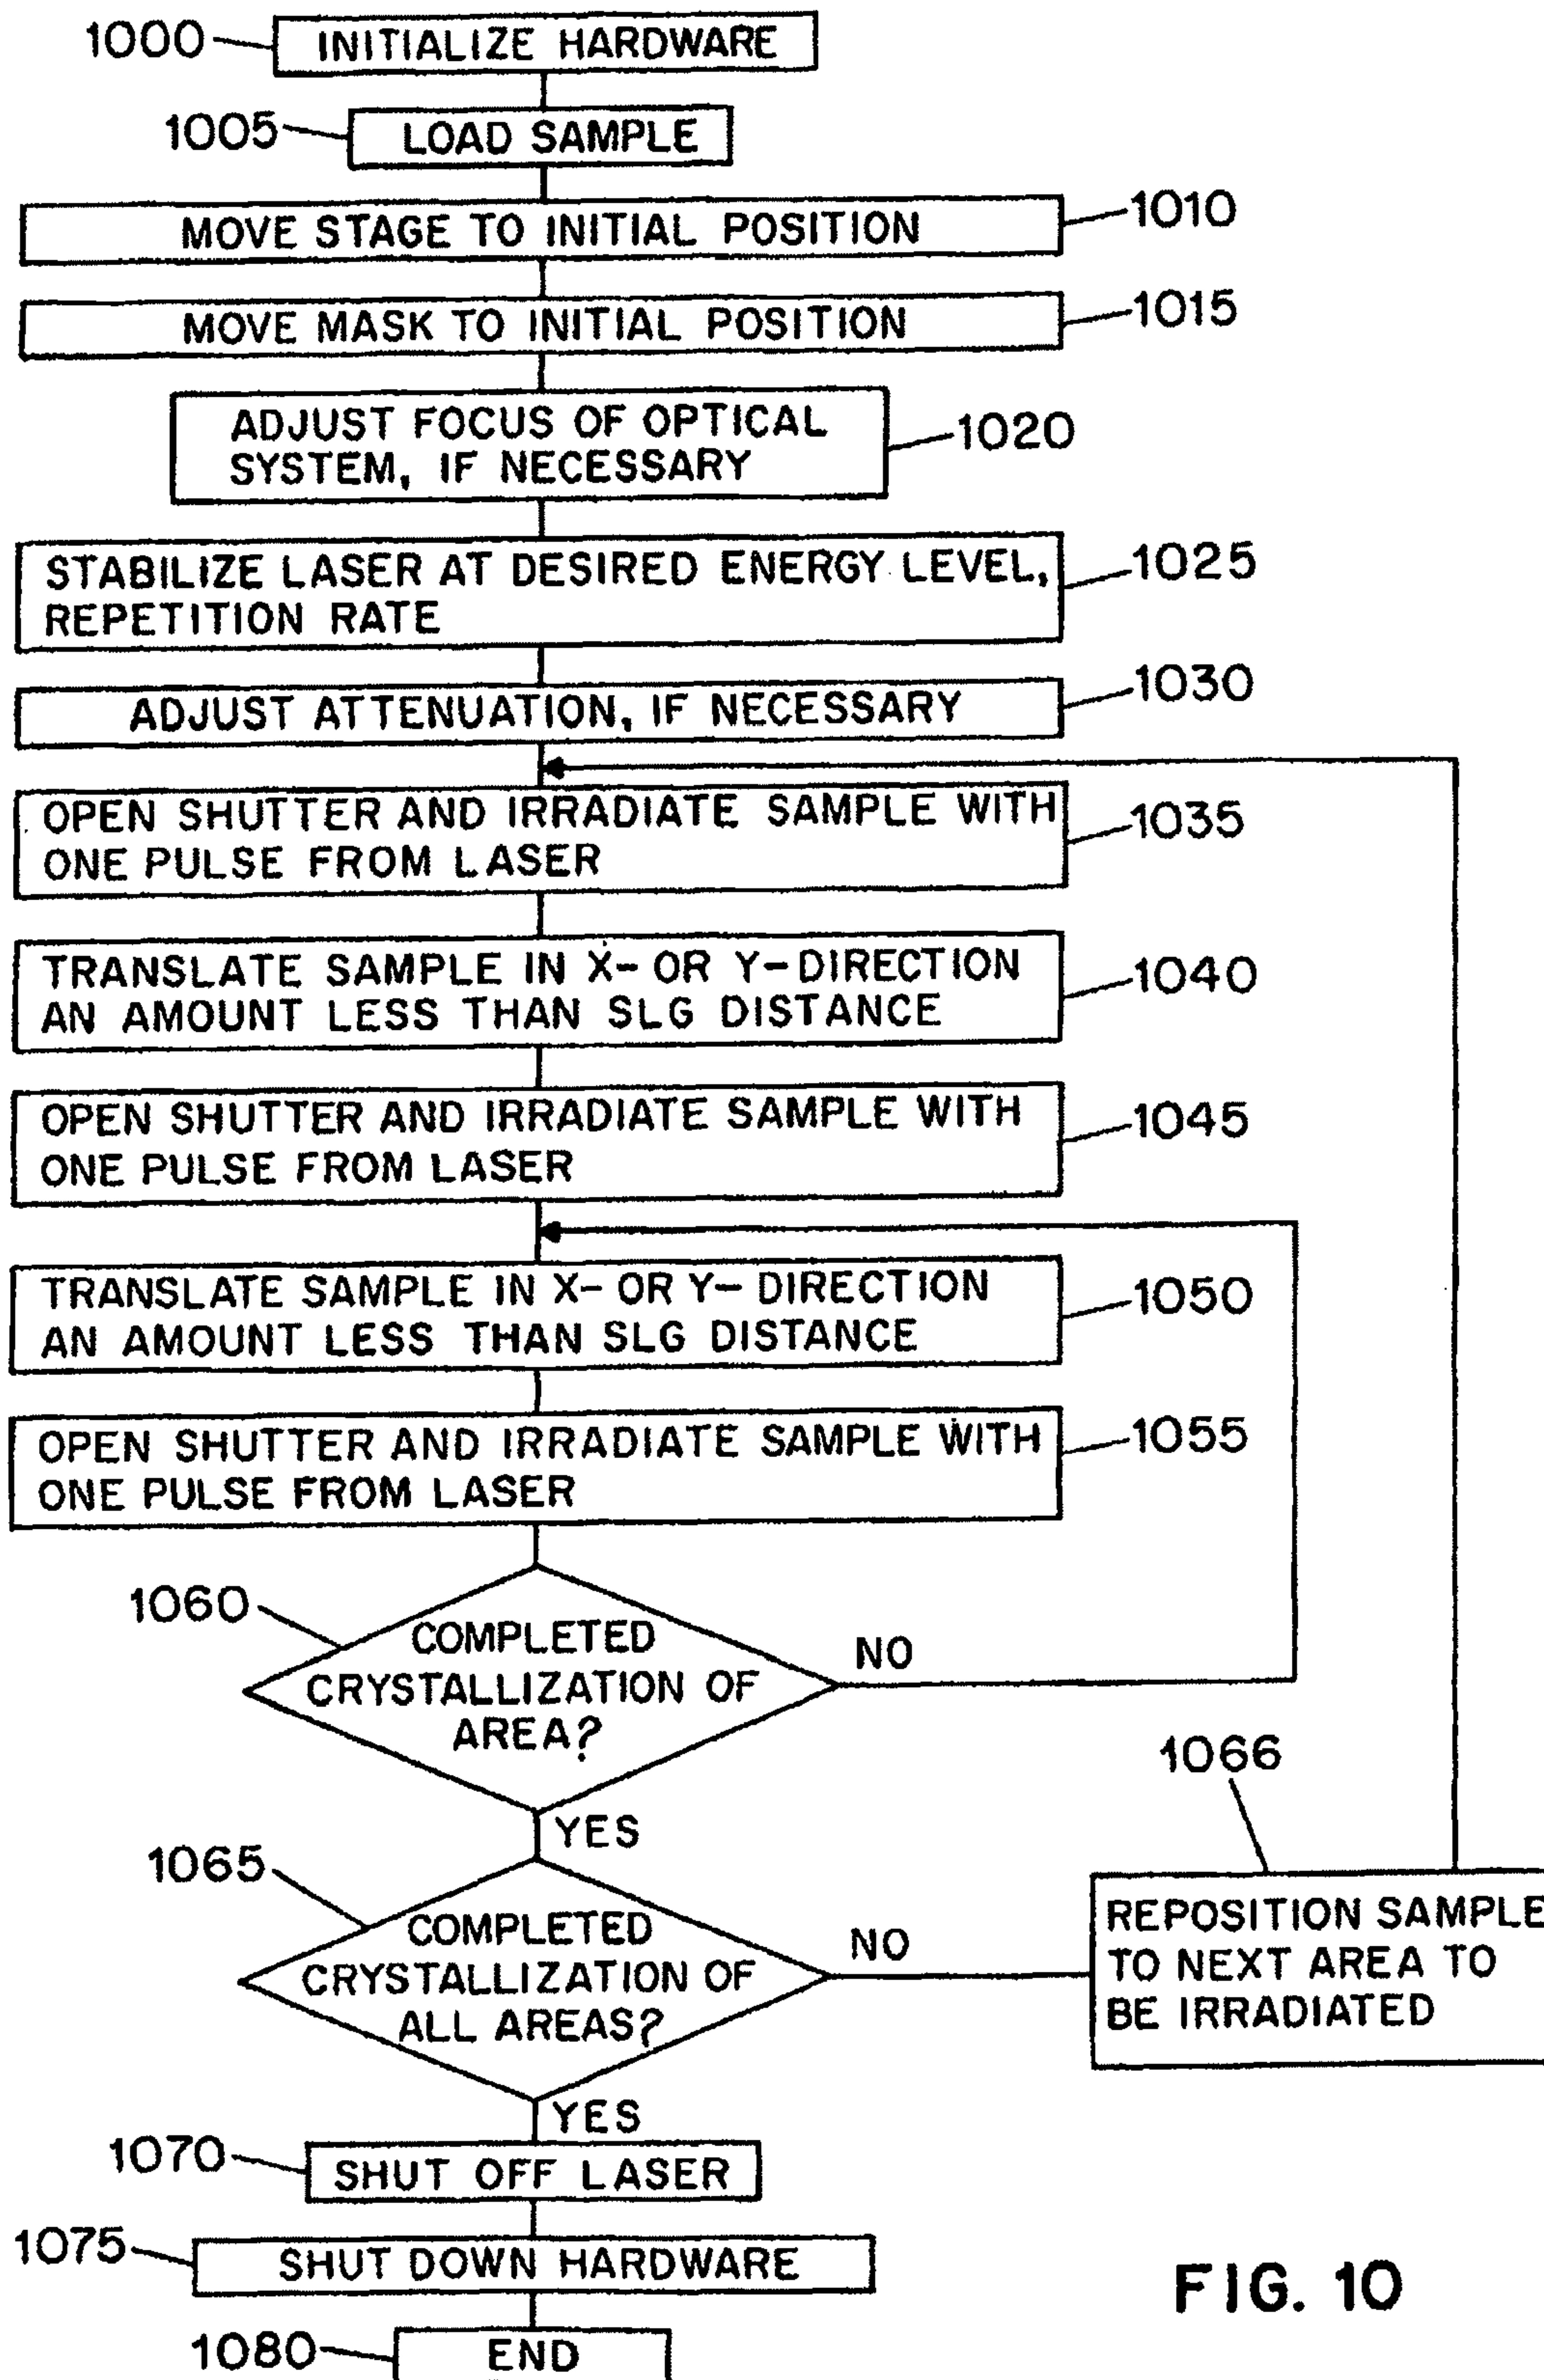 1000 INITIALIZE HARDWARE
1005 LOAD SAMPLE
MOVE STAGE TO INITIAL POSITION 1010
MOVE MASK TO INITIAL POSITION 1015
ADJUST FOCUS OF OPTICAL
SYSTEM, IF NECESSARY
1020
STABILIZE LASER AT DESIRED ENERGY LEVEL,
REPETITION RATE
1025
ADJUST ATTENUATION, IF NECESSARY 1030
OPEN SHUTTER AND IRRADIATE SAMPLE WITH
ONE PULSE FROM LASER
1035
TRANSLATE SAMPLE IN X- OR Y-DIRECTION
AN AMOUNT LESS THAN SLG DISTANCE
1040
OPEN SHUTTER AND IRRADIATE SAMPLE WITH
ONE PULSE FROM LASER
1045
TRANSLATE SAMPLE IN X- OR Y- DIRECTION
AN AMOUNT LESS THAN SLG DISTANCE
1050
OPEN SHUTTER AND IRRADIATE SAMPLE WITH
ONE PULSE FROM LASER
1055
1060
COMPLETED
CRYSTALLIZATION OF
AREA?
NO
YES
1065
COMPLETED
CRYSTALLIZATION OF
ALL AREAS?
NO
1066
REPOSITION SAMPLE
TO NEXT AREA TO
BE IRRADIATED
YES
1070 SHUT OFF LASER
1075 SHUT DOWN HARDWARE
1080 END
FIG. 10